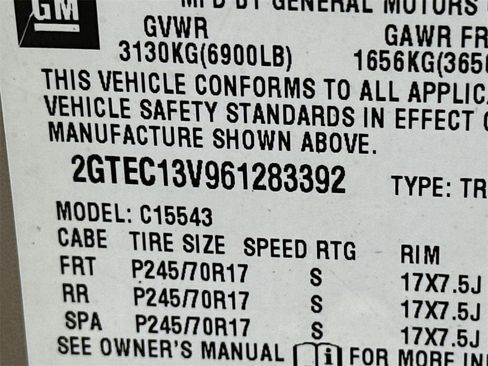 GM
MFD BY GENERAL MOTORS
GVWR GAWR FR
3130KG(6900LB) 1656KG(3650
THIS VEHICLE CONFORMS TO ALL APPLICA
VEHICLE SAFETY STANDARDS IN EFFECT
MANUFACTURE SHOWN ABOVE.
2GTEC13V961283392 TYPE: TR
MODEL: C15543
CABE TIRE SIZE SPEED RTG RIM
FRT P245/70R17 S 17X7.5J
RR P245/70R17 S 17X7.5J
SPA P245/70R17 S 17X7.5J
SEE OWNER'S MANUAL i FOR MORE IN